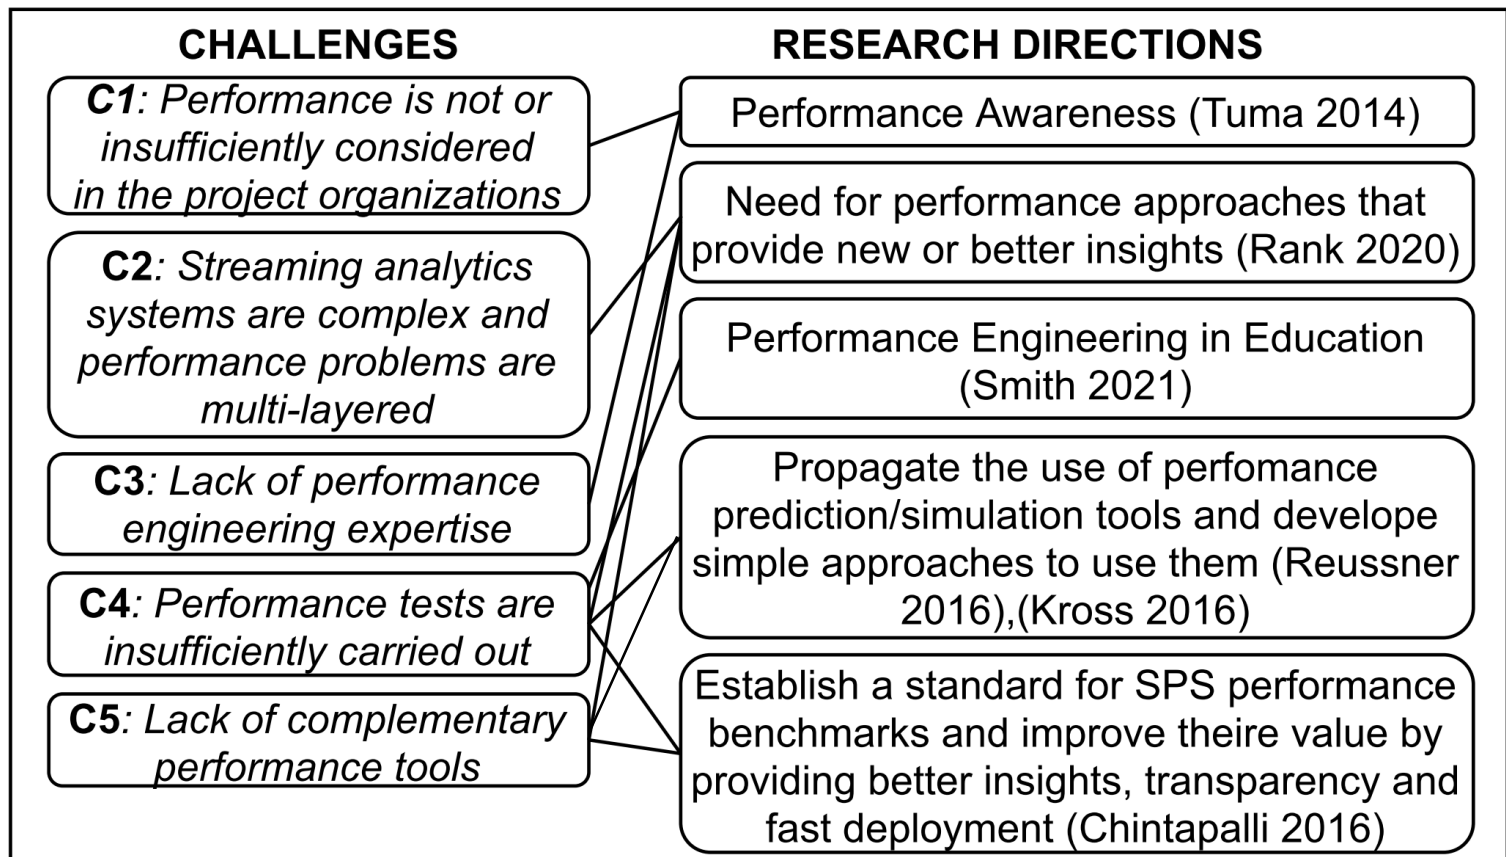 CHALLENGES
C1: Performance is not or
insufficiently considered
in the project organizations
C2: Streaming analytics
systems are complex and
performance problems are
multi-layered
C3: Lack of performance
engineering expertise
C4: Performance tests are
insufficiently carried out
C5: Lack of complementary
performance tools
RESEARCH DIRECTIONS
Performance Awareness (Tuma 2014)
Need for performance approaches that
provide new or better insights (Rank 2020)
Performance Engineering in Education
(Smith 2021)
Propagate the use of perfomance
prediction/simulation tools and develope
simple approaches to use them (Reussner
2016),(Kross 2016)
Establish a standard for SPS performance
benchmarks and improve theire value by
providing better insights, transparency and
fast deployment (Chintapalli 2016)